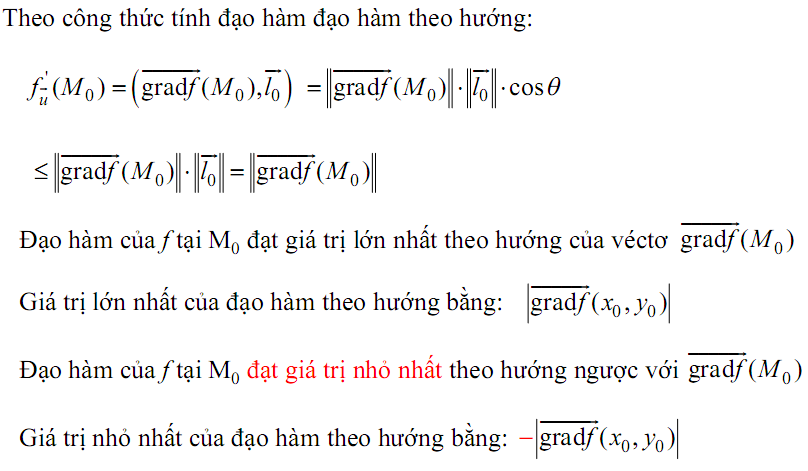 Theo công thức tính đạo hàm đạo hàm theo hướng:
$f'_{\vec{u}}(M_0) = \left(\overrightarrow{\text{grad}f}(M_0), \overrightarrow{l_0}\right) = \left\|\overrightarrow{\text{grad}f}(M_0)\right\| \cdot \left\|\overrightarrow{l_0}\right\| \cdot \cos\theta$
$\leq \left\|\overrightarrow{\text{grad}f}(M_0)\right\| \cdot \left\|\overrightarrow{l_0}\right\| = \left\|\overrightarrow{\text{grad}f}(M_0)\right\|$
Đạo hàm của f tại M₀ đạt giá trị lớn nhất theo hướng của véctơ $\overrightarrow{\text{grad}f}(M_0)$
Giá trị lớn nhất của đạo hàm theo hướng bằng: $\left|\overrightarrow{\text{grad}f}(x_0, y_0)\right|$
Đạo hàm của f tại M₀ đạt giá trị nhỏ nhất theo hướng ngược với $\overrightarrow{\text{grad}f}(M_0)$
Giá trị nhỏ nhất của đạo hàm theo hướng bằng: $-\left|\overrightarrow{\text{grad}f}(x_0, y_0)\right|$